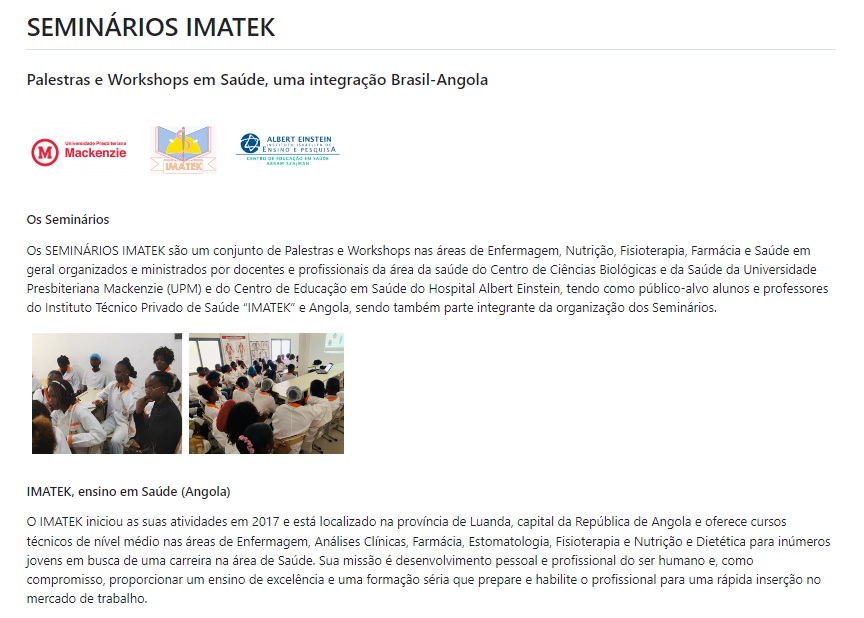 SEMINÁRIOS IMATEK
Palestras e Workshops em Saúde, uma integração Brasil-Angola
Universidade Presbiteriana
M Mackenzie
IMATEK
ALBERT EINSTEIN
INSTITUTO ISRAELITA DE
ENSINO E PESQUISA
CENTRO DE EDUCAÇÃO EM SAÚDE
ABRAM SZAJMAN
Os Seminários
Os SEMINÁRIOS IMATEK são um conjunto de Palestras e Workshops nas áreas de Enfermagem, Nutrição, Fisioterapia, Farmácia e Saúde em
geral organizados e ministrados por docentes e profissionais da área da saúde do Centro de Ciências Biológicas e da Saúde da Universidade
Presbiteriana Mackenzie (UPM) e do Centro de Educação em Saúde do Hospital Albert Einstein, tendo como público-alvo alunos e professores
do Instituto Técnico Privado de Saúde “IMATEK” e Angola, sendo também parte integrante da organização dos Seminários.
IMATEK, ensino em Saúde (Angola)
O IMATEK iniciou as suas atividades em 2017 e está localizado na província de Luanda, capital da República de Angola e oferece cursos
técnicos de nível médio nas áreas de Enfermagem, Análises Clínicas, Farmácia, Estomatologia, Fisioterapia e Nutrição e Dietética para inúmeros
jovens em busca de uma carreira na área de Saúde. Sua missão é desenvolvimento pessoal e profissional do ser humano e, como
compromisso, proporcionar um ensino de excelência e uma formação séria que prepare e habilite o profissional para uma rápida inserção no
mercado de trabalho.